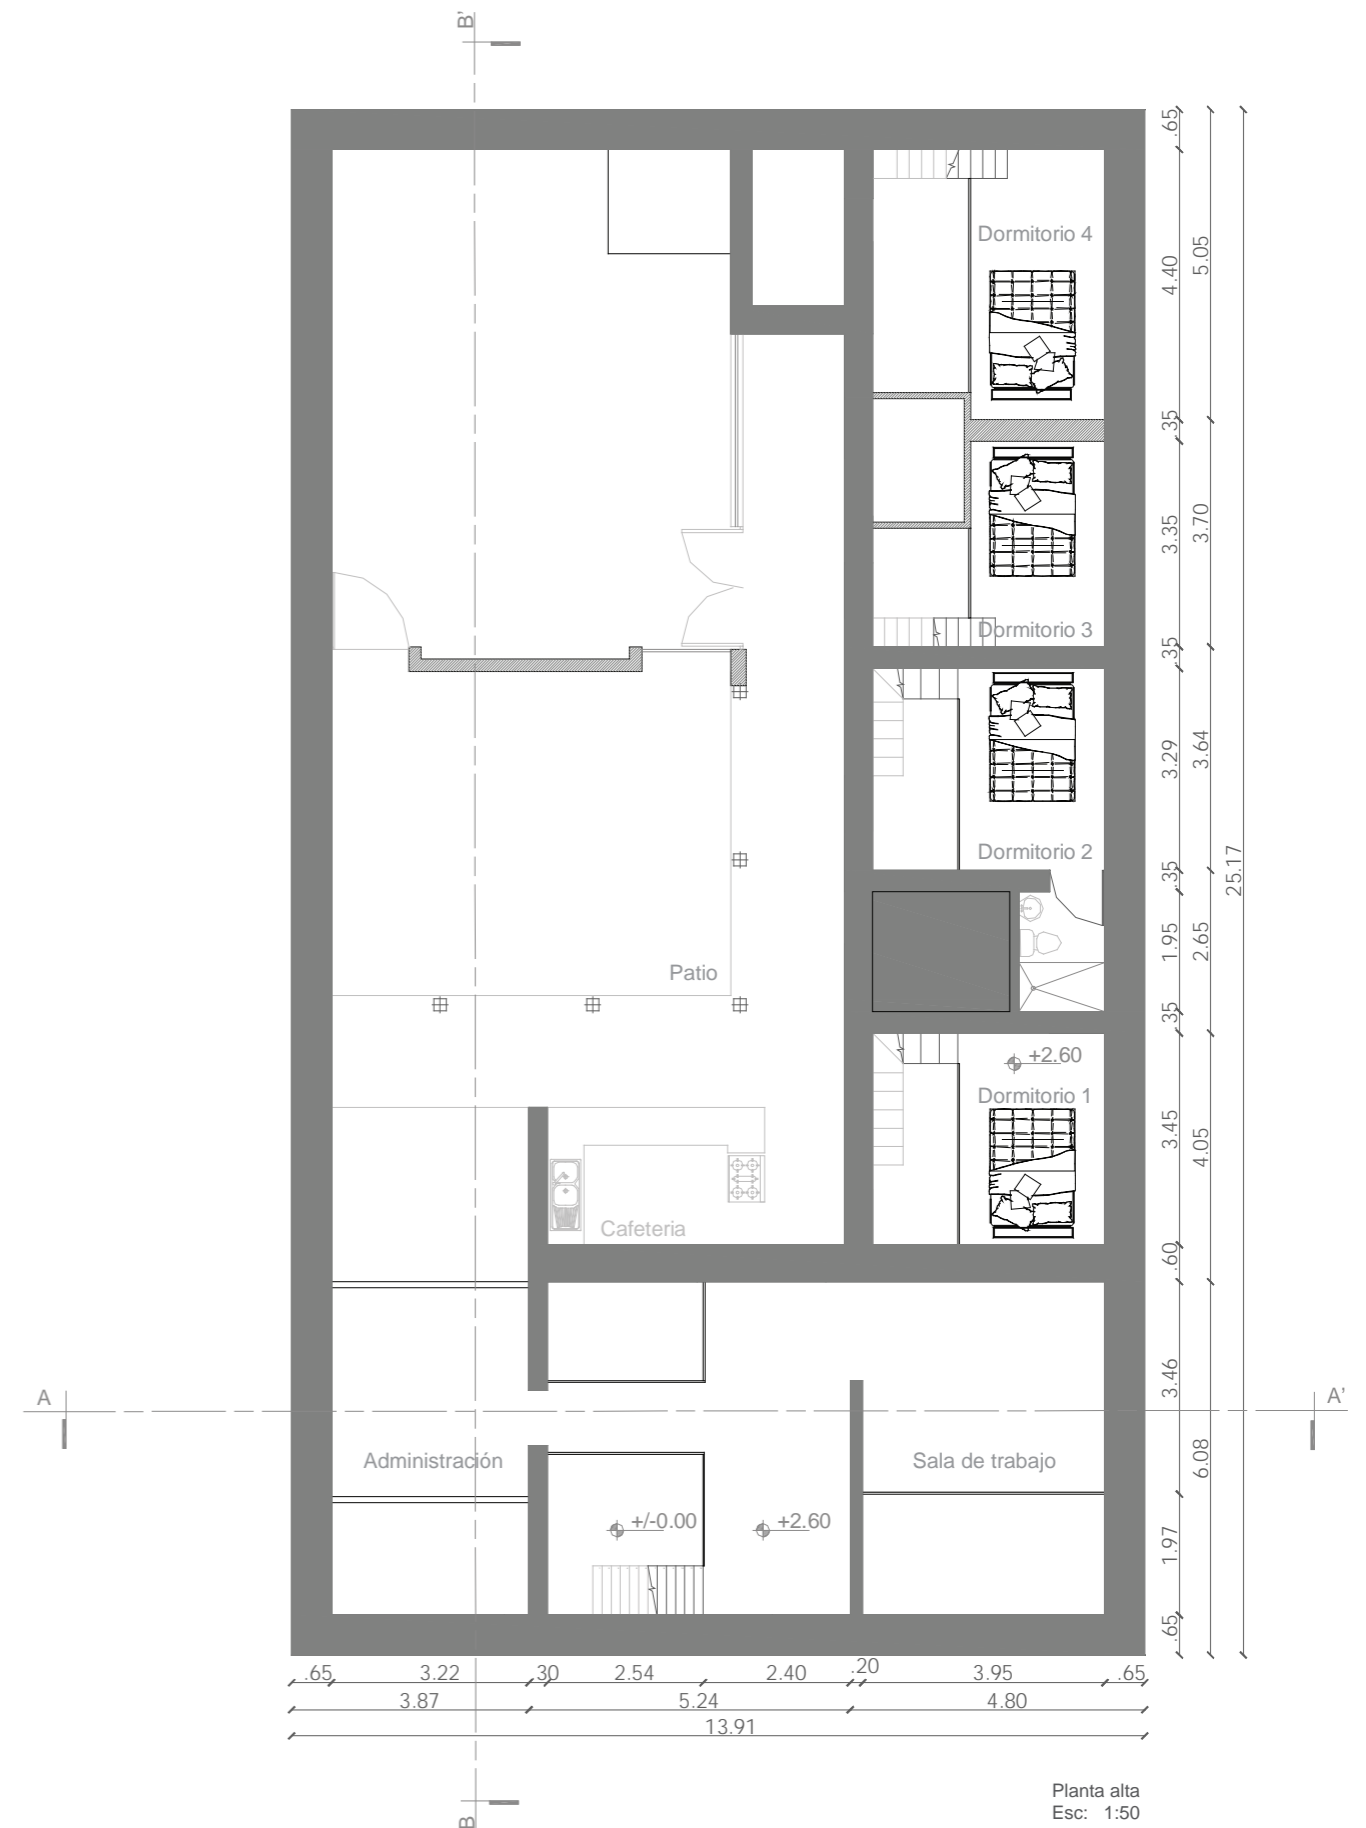 B'
.65
Dormitorio 4
4.40
5.05
.35
3.35
3.70
Dormitorio 3
.35
3.29
3.64
Dormitorio 2
.35
25.17
1.95
2.65
Patio
.35
+2.60
Dormitorio 1
3.45
4.05
Cafeteria
.60
A
3.46
A'
Administración
Sala de trabajo
6.08
+/-0.00
+2.60
1.97
.65
.65 3.22 .30 2.54 2.40 .20 3.95 .65
3.87 5.24 4.80
13.91
Planta alta
Esc: 1:50
B